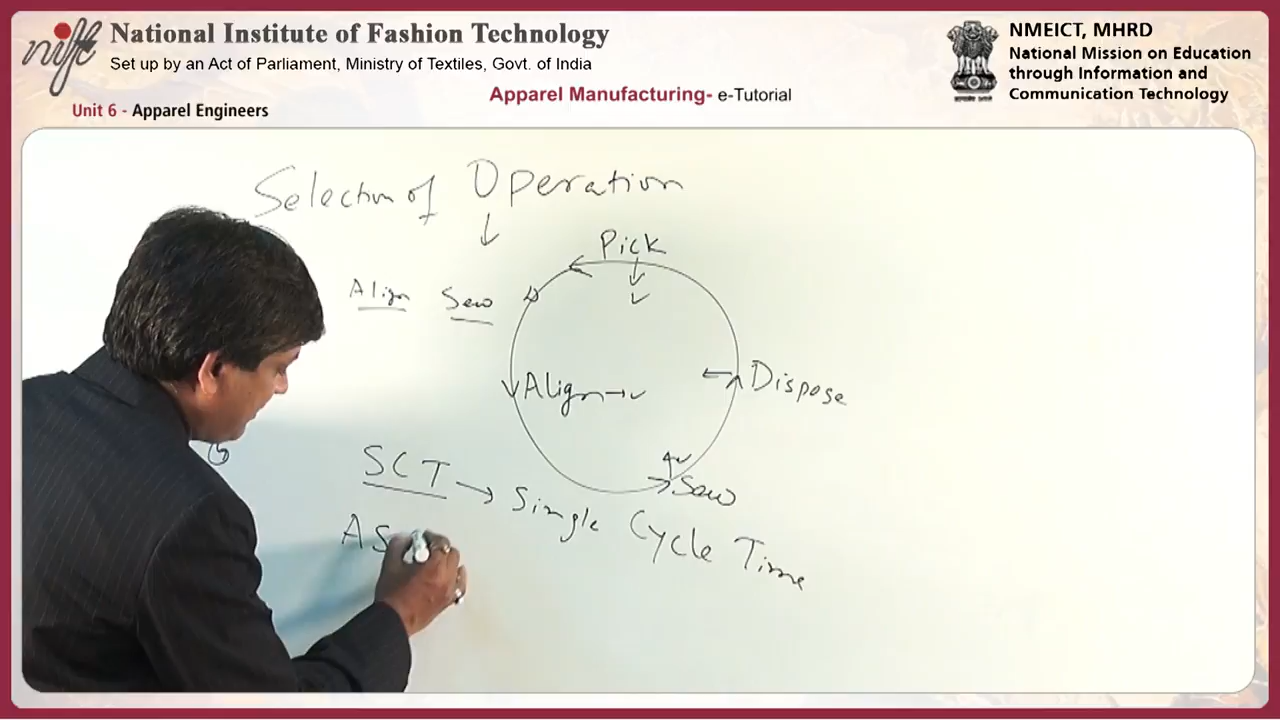 nift
National Institute of Fashion Technology
Set up by an Act of Parliament, Ministry of Textiles, Govt. of India
NMEICT, MHRD
National Mission on Education
through Information and
Communication Technology
Apparel Manufacturing- e-Tutorial
Unit 6 - Apparel Engineers
Selection of Operation
Pick
Align Sew
Align
Dispose
Sew
SCT → Single Cycle Time
AS